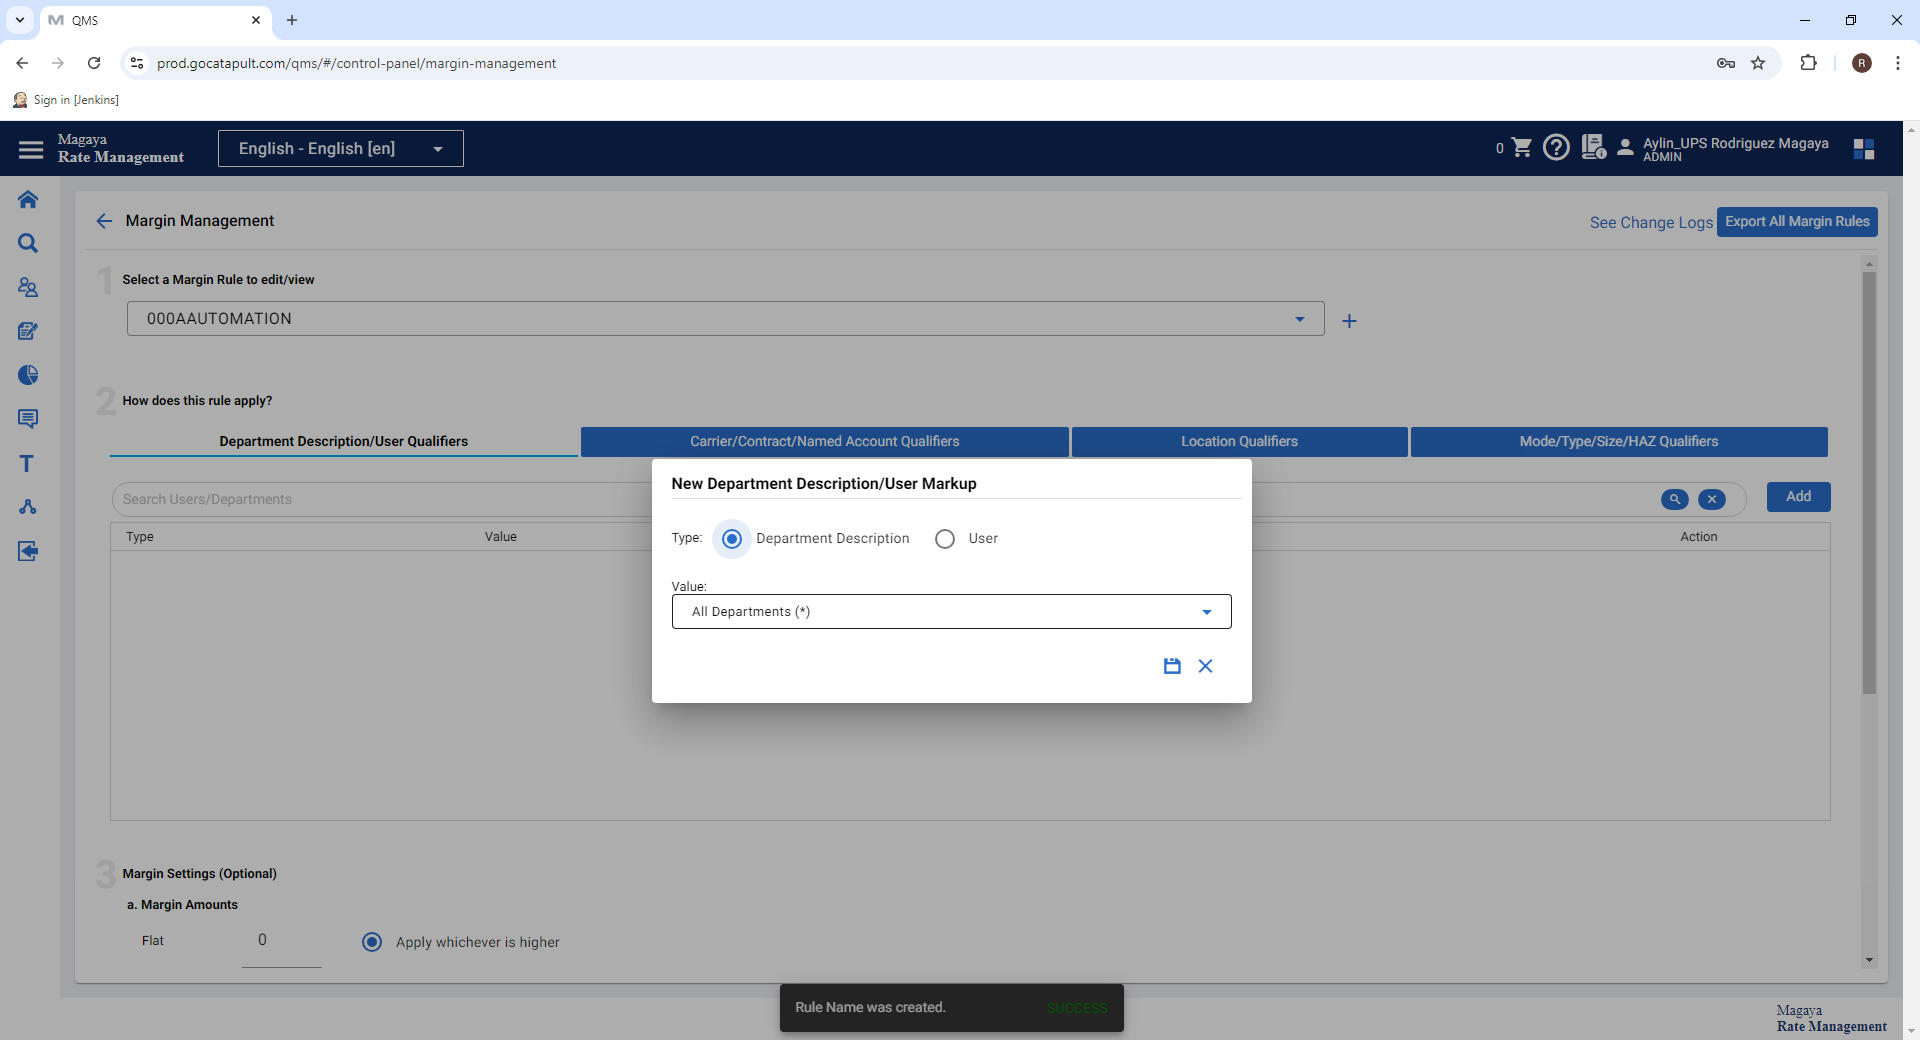 QMS
prod.gocatapult.com/qms/#/control-panel/margin-management
R
Sign in [Jenkins]
Magaya
Rate Management
English - English [en]
0
Aylin_UPS Rodriguez Magaya
ADMIN
Margin Management
See Change Logs
Export All Margin Rules
1
Select a Margin Rule to edit/view
000AAUTOMATION
2
How does this rule apply?
Department Description/User Qualifiers
Carrier/Contract/Named Account Qualifiers
Location Qualifiers
Mode/Type/Size/HAZ Qualifiers
Search Users/Departments
Add
Type
Value
Action
New Department Description/User Markup
Type:
Department Description
User
Value:
All Departments (*)
3
Margin Settings (Optional)
a. Margin Amounts
Flat
0
Apply whichever is higher
Rule Name was created.
SUCCESS
Magaya
Rate Management